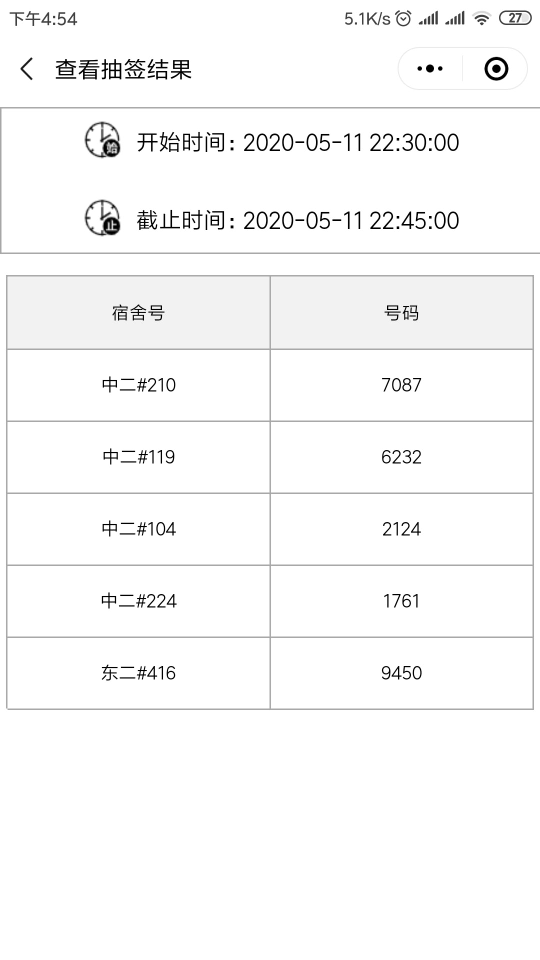 下午4:54 5.1K/s 27
查看抽签结果
始 开始时间：2020-05-11 22:30:00
止 截止时间：2020-05-11 22:45:00
宿舍号 号码
中二#210 7087
中二#119 6232
中二#104 2124
中二#224 1761
东二#416 9450